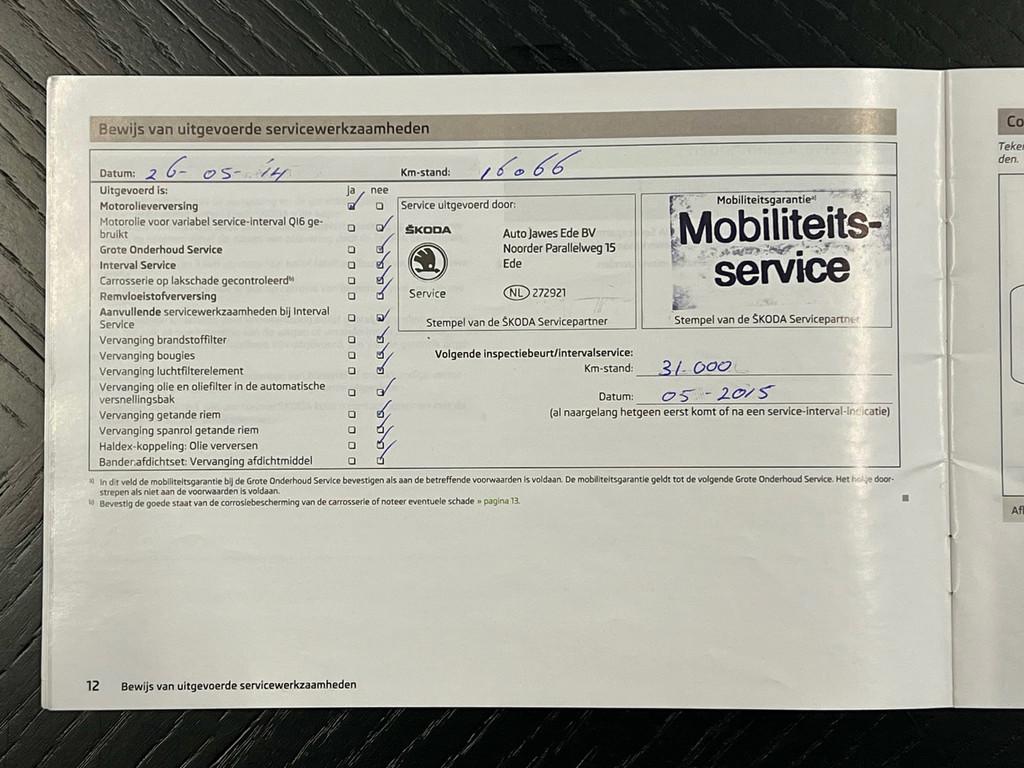 Bewijs van uitgevoerde servicewerkzaamheden
Datum: 26-05-'14
Km-stand: 16066
Uitgevoerd is: ja nee
Motorolieverversing
Motorolie voor variabel service-interval QI6 ge-
bruikt
Grote Onderhoud Service
Interval Service
Carrosserie op lakschade gecontroleerd b)
Remvloeistofverversing
Aanvullende servicewerkzaamheden bij Interval
Service
Vervanging brandstoffilter
Vervanging bougies
Vervanging luchtfilterelement
Vervanging olie en oliefilter in de automatische
versnellingsbak
Vervanging getande riem
Vervanging spanrol getande riem
Haldex-koppeling: Olie verversen
Bandenafdichtset: Vervanging afdichtmiddel
Service uitgevoerd door:
ŠKODA
Service
Auto Jawes Ede BV
Noorder Parallelweg 15
Ede
NL 272921
Stempel van de ŠKODA Servicepartner
Mobiliteitsgarantie a)
Mobiliteits-
service
Stempel van de ŠKODA Servicepartner
Volgende inspectiebeurt/intervalservice:
Km-stand: 31.000
Datum: 05-2015
(al naargelang hetgeen eerst komt of na een service-interval-indicatie)
a) In dit veld de mobiliteitsgarantie bij de Grote Onderhoud Service bevestigen als aan de betreffende voorwaarden is voldaan. De mobiliteitsgarantie geldt tot de volgende Grote Onderhoud Service. Het hokje door-
strepen als niet aan de voorwaarden is voldaan.
b) Bevestig de goede staat van de corrosiebescherming van de carrosserie of noteer eventuele schade » pagina 13.
12 Bewijs van uitgevoerde servicewerkzaamheden
Co
Teke
den.
Af